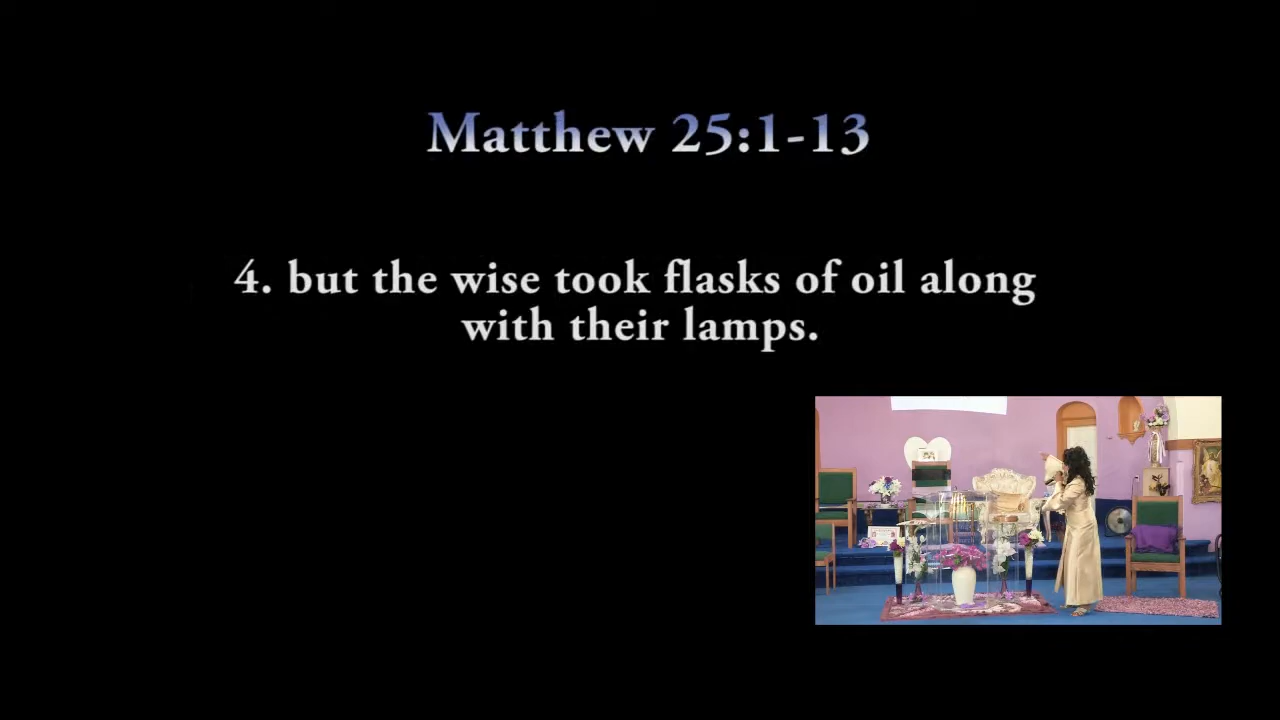 Matthew 25:1-13
4. but the wise took flasks of oil along
with their lamps.